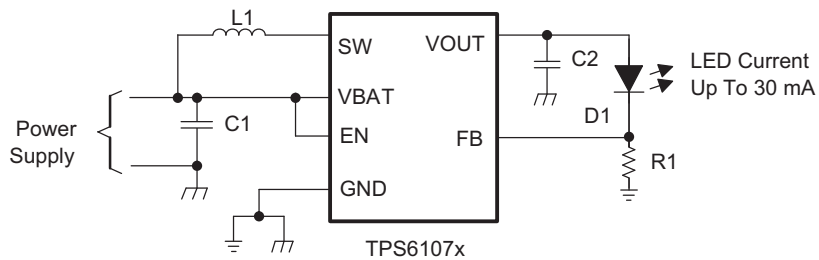 L1
SW
VOUT
C2
LED Current
Up To 30 mA
D1
VBAT
C1
Power
Supply
EN
FB
R1
GND
TPS6107x